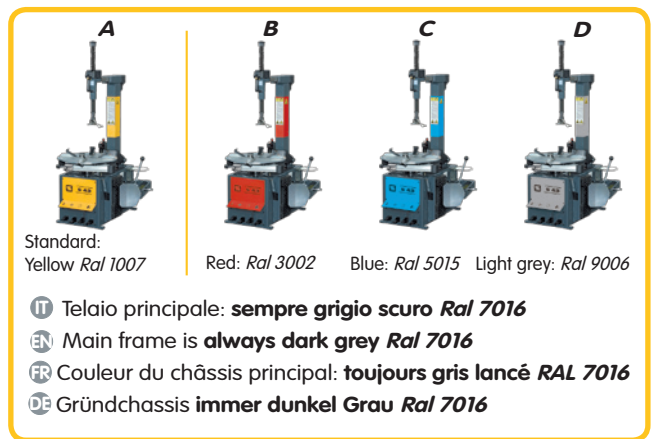 A B C D
Standard:
Yellow Ral 1007
Red: Ral 3002
Blue: Ral 5015
Light grey: Ral 9006
IT Telaio principale: sempre grigio scuro Ral 7016
EN Main frame is always dark grey Ral 7016
FR Couleur du châssis principal: toujours gris lancé RAL 7016
DE Gründchassis immer dunkel Grau Ral 7016